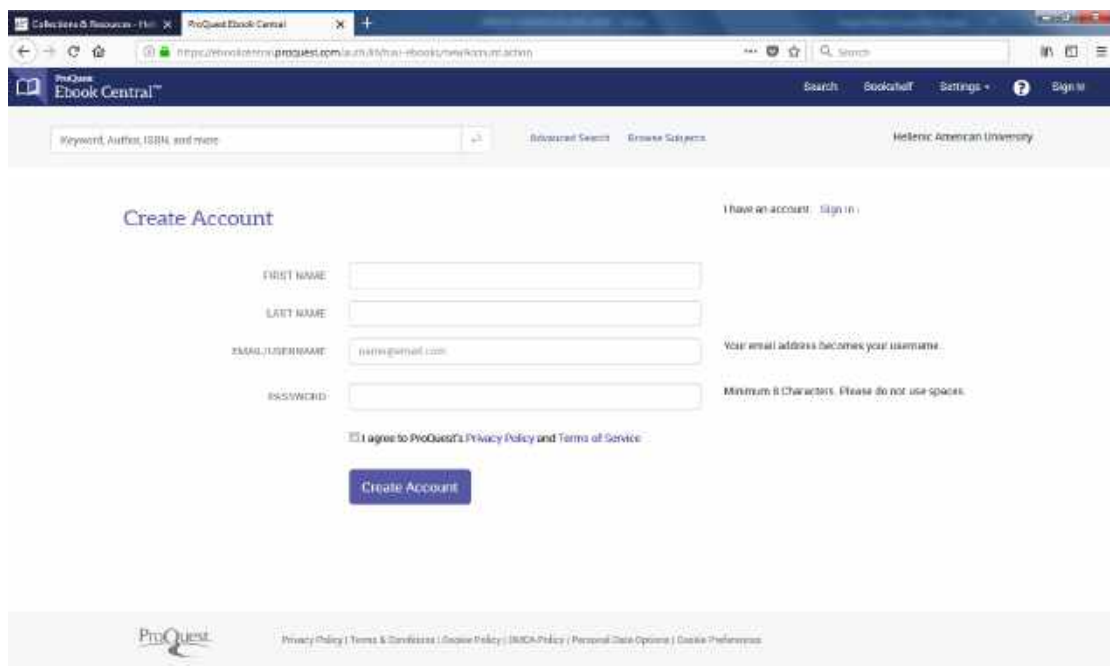 Collections & Resources - Hel
ProQuest Ebook Central
Search
ProQuest
Ebook Central™
Search
Bookshelf
Settings
?
Sign In
Keyword, Author, ISBN, and more
Advanced Search
Browse Subjects
Hellenic American University
Create Account
I have an account. Sign In
FIRST NAME
LAST NAME
EMAIL/USERNAME
name@email.com
Your email address becomes your username.
PASSWORD
Minimum 8 Characters. Please do not use spaces.
I agree to ProQuest's Privacy Policy and Terms of Service
Create Account
ProQuest
Privacy Policy | Terms & Conditions | Cookie Policy | DMCA Policy | Personal Data Options | Cookie Preferences